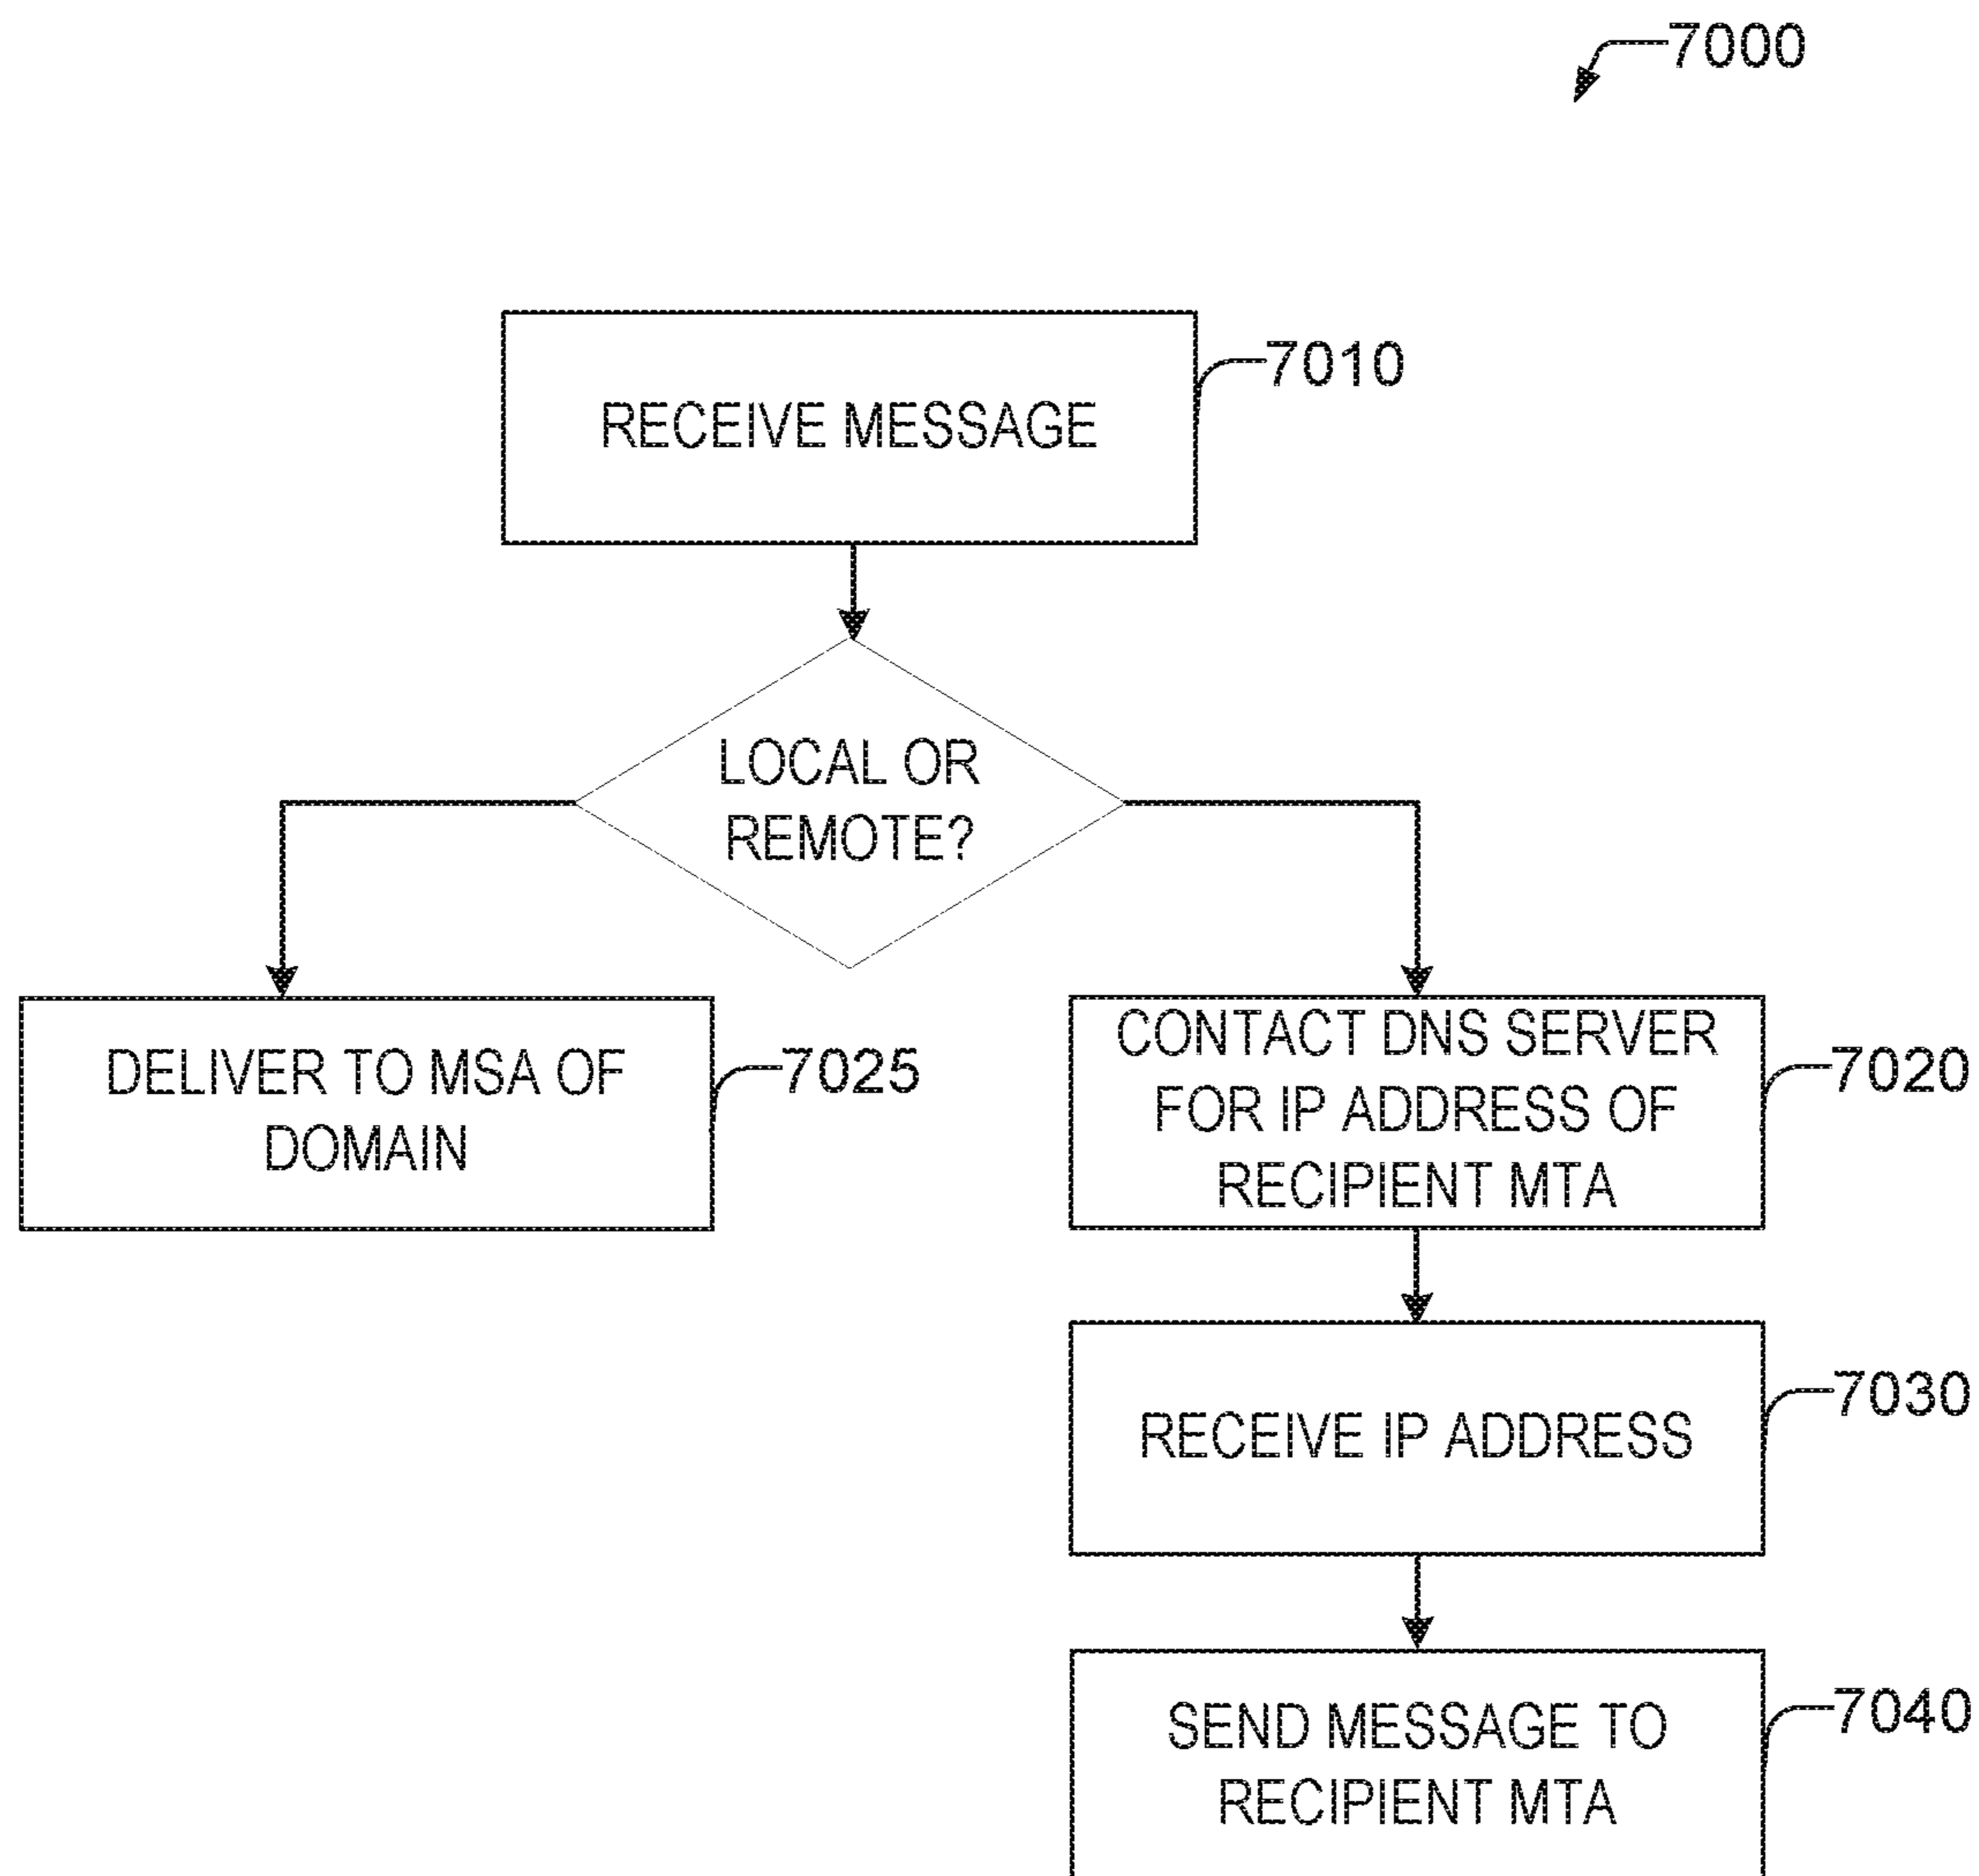 7000
RECEIVE MESSAGE
7010
LOCAL OR
REMOTE?
DELIVER TO MSA OF
DOMAIN
7025
CONTACT DNS SERVER
FOR IP ADDRESS OF
RECIPIENT MTA
7020
RECEIVE IP ADDRESS
7030
SEND MESSAGE TO
RECIPIENT MTA
7040